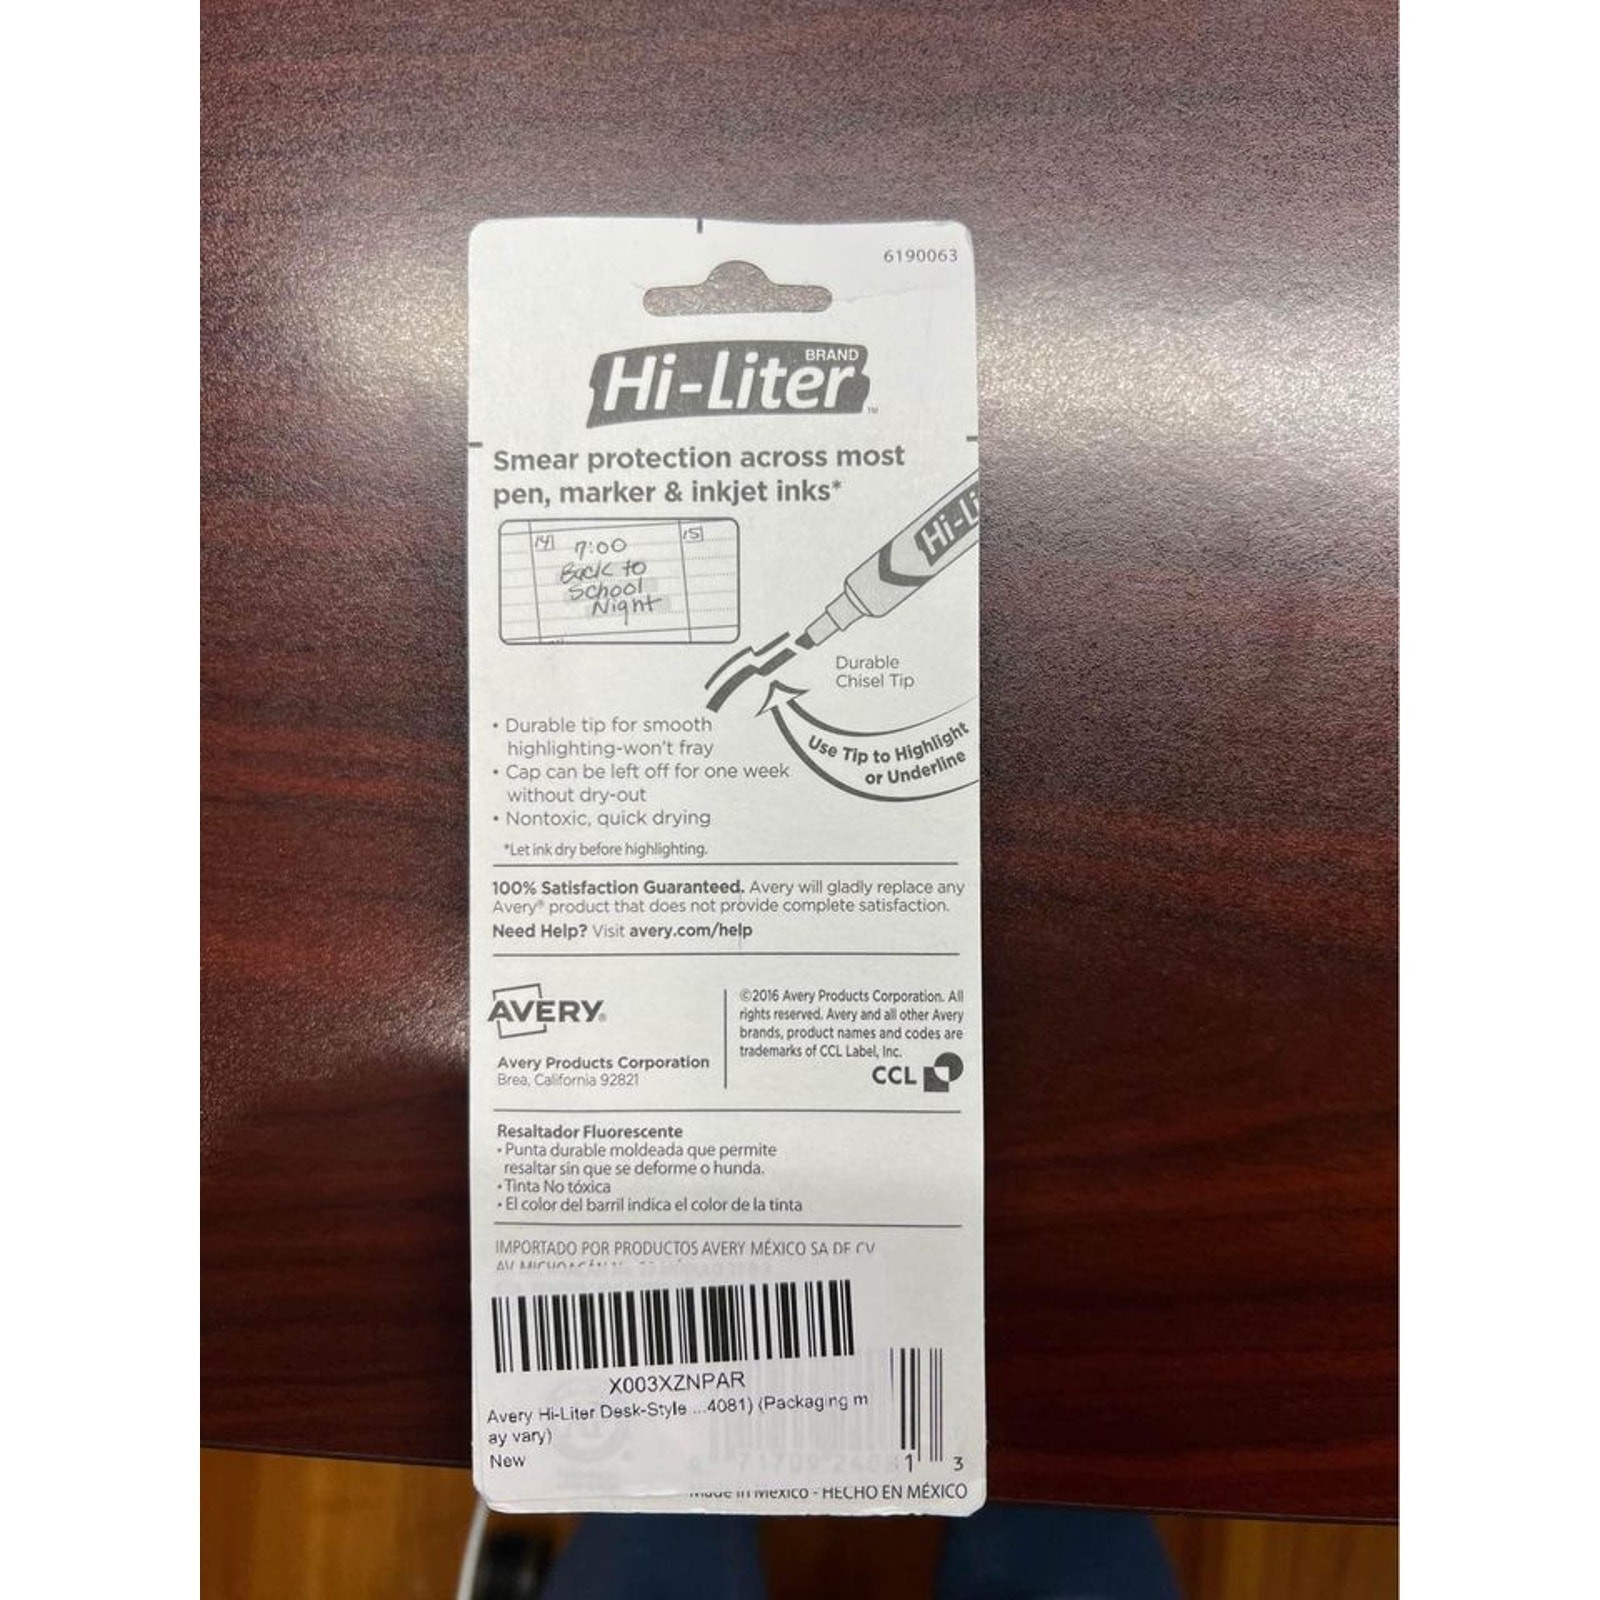 6190063
Hi-Liter BRAND ™
Smear protection across most
pen, marker & inkjet inks*
14 15
7:00
Back to
School
Night
Hi-Li
Durable
Chisel Tip
Use Tip to Highlight
or Underline
• Durable tip for smooth
highlighting-won't fray
• Cap can be left off for one week
without dry-out
• Nontoxic, quick drying
*Let ink dry before highlighting.
100% Satisfaction Guaranteed. Avery will gladly replace any
Avery® product that does not provide complete satisfaction.
Need Help? Visit avery.com/help
AVERY®
Avery Products Corporation
Brea, California 92821
©2016 Avery Products Corporation. All
rights reserved. Avery and all other Avery
brands, product names and codes are
trademarks of CCL Label, Inc.
CCL
Resaltador Fluorescente
• Punta durable moldeada que permite
resaltar sin que se deforme o hunda.
• Tinta No tóxica
• El color del barril indica el color de la tinta
IMPORTADO POR PRODUCTOS AVERY MÉXICO SA DE CV
X003XZNPAR
Avery Hi-Liter Desk-Style ...4081) (Packaging m
ay vary)
New
1 3
Made in Mexico - HECHO EN MÉXICO